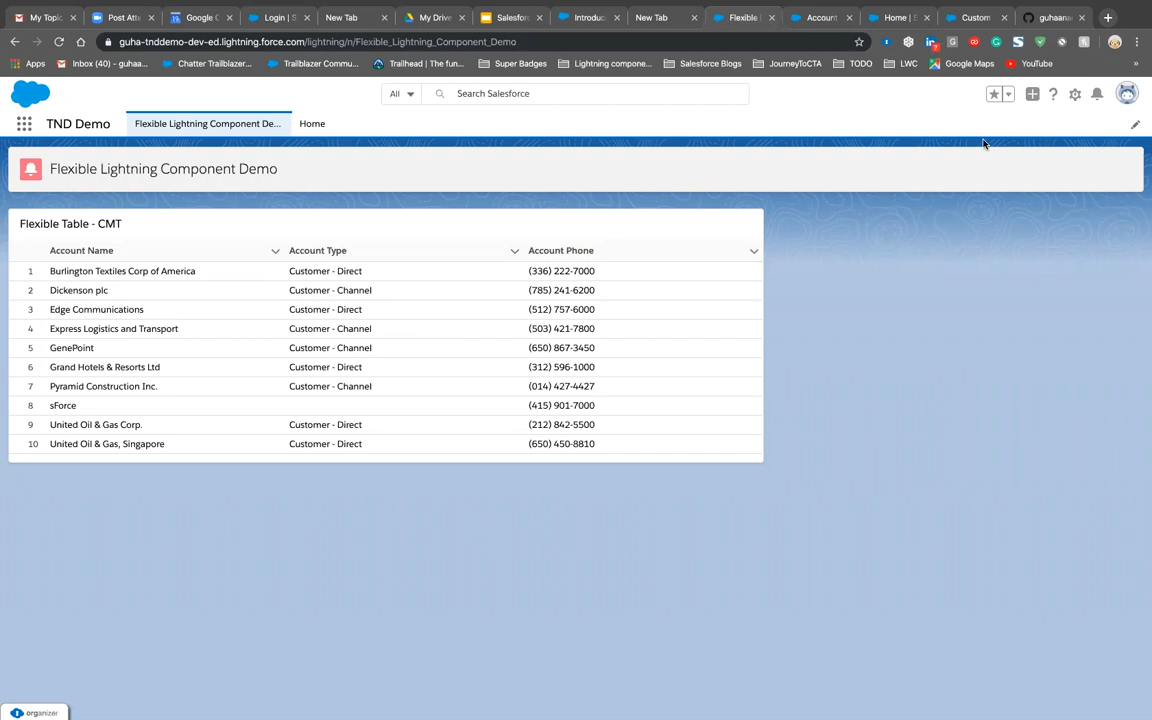 My Topic
Post Atte
Google C
Login | S
New Tab
My Drive
Salesforc
Introduc
New Tab
Flexible
Account
Home | S
Custom
guhaana
guha-tnddemo-dev-ed.lightning.force.com/lightning/n/Flexible_Lightning_Component_Demo
Apps
Inbox (40) - guhaa...
Chatter Trailblazer...
Trailblazer Commu...
Trailhead | The fun...
Super Badges
Lightning compone...
Salesforce Blogs
JourneyToCTA
TODO
LWC
Google Maps
YouTube
»
All
Search Salesforce
TND Demo
Flexible Lightning Component De...
Home
Flexible Lightning Component Demo
Flexible Table - CMT
Account Name Account Type Account Phone
1 Burlington Textiles Corp of America Customer - Direct (336) 222-7000
2 Dickenson plc Customer - Channel (785) 241-6200
3 Edge Communications Customer - Direct (512) 757-6000
4 Express Logistics and Transport Customer - Channel (503) 421-7800
5 GenePoint Customer - Channel (650) 867-3450
6 Grand Hotels & Resorts Ltd Customer - Direct (312) 596-1000
7 Pyramid Construction Inc. Customer - Channel (014) 427-4427
8 sForce (415) 901-7000
9 United Oil & Gas Corp. Customer - Direct (212) 842-5500
10 United Oil & Gas, Singapore Customer - Direct (650) 450-8810
organizer